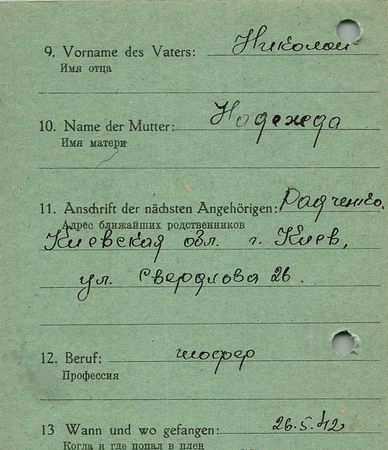 9. Vorname des Vaters: Николай
Имя отца
10. Name der Mutter: Надежда
Имя матери
11. Anschrift der nächsten Angehörigen: Радченко.
Адрес ближайших родственников
Киевская обл. г. Киев,
ул. Свердлова 26.
12. Beruf: шофер
Профессия
13 Wann und wo gefangen: 26.5.42
Когда и где попал в плен